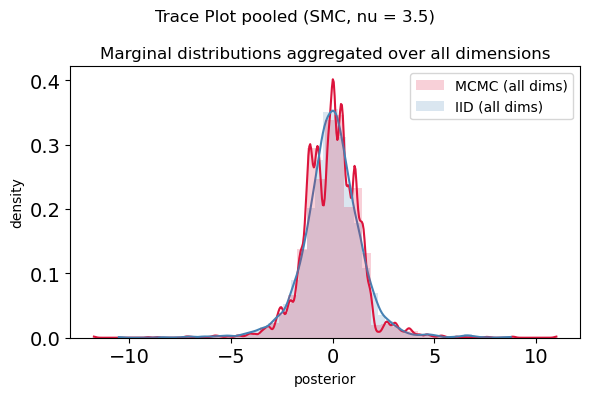 Trace Plot pooled (SMC, nu = 3.5)
Marginal distributions aggregated over all dimensions
MCMC (all dims)
IID (all dims)
density
0.4
0.3
0.2
0.1
0.0
−10
−5
0
5
10
posterior